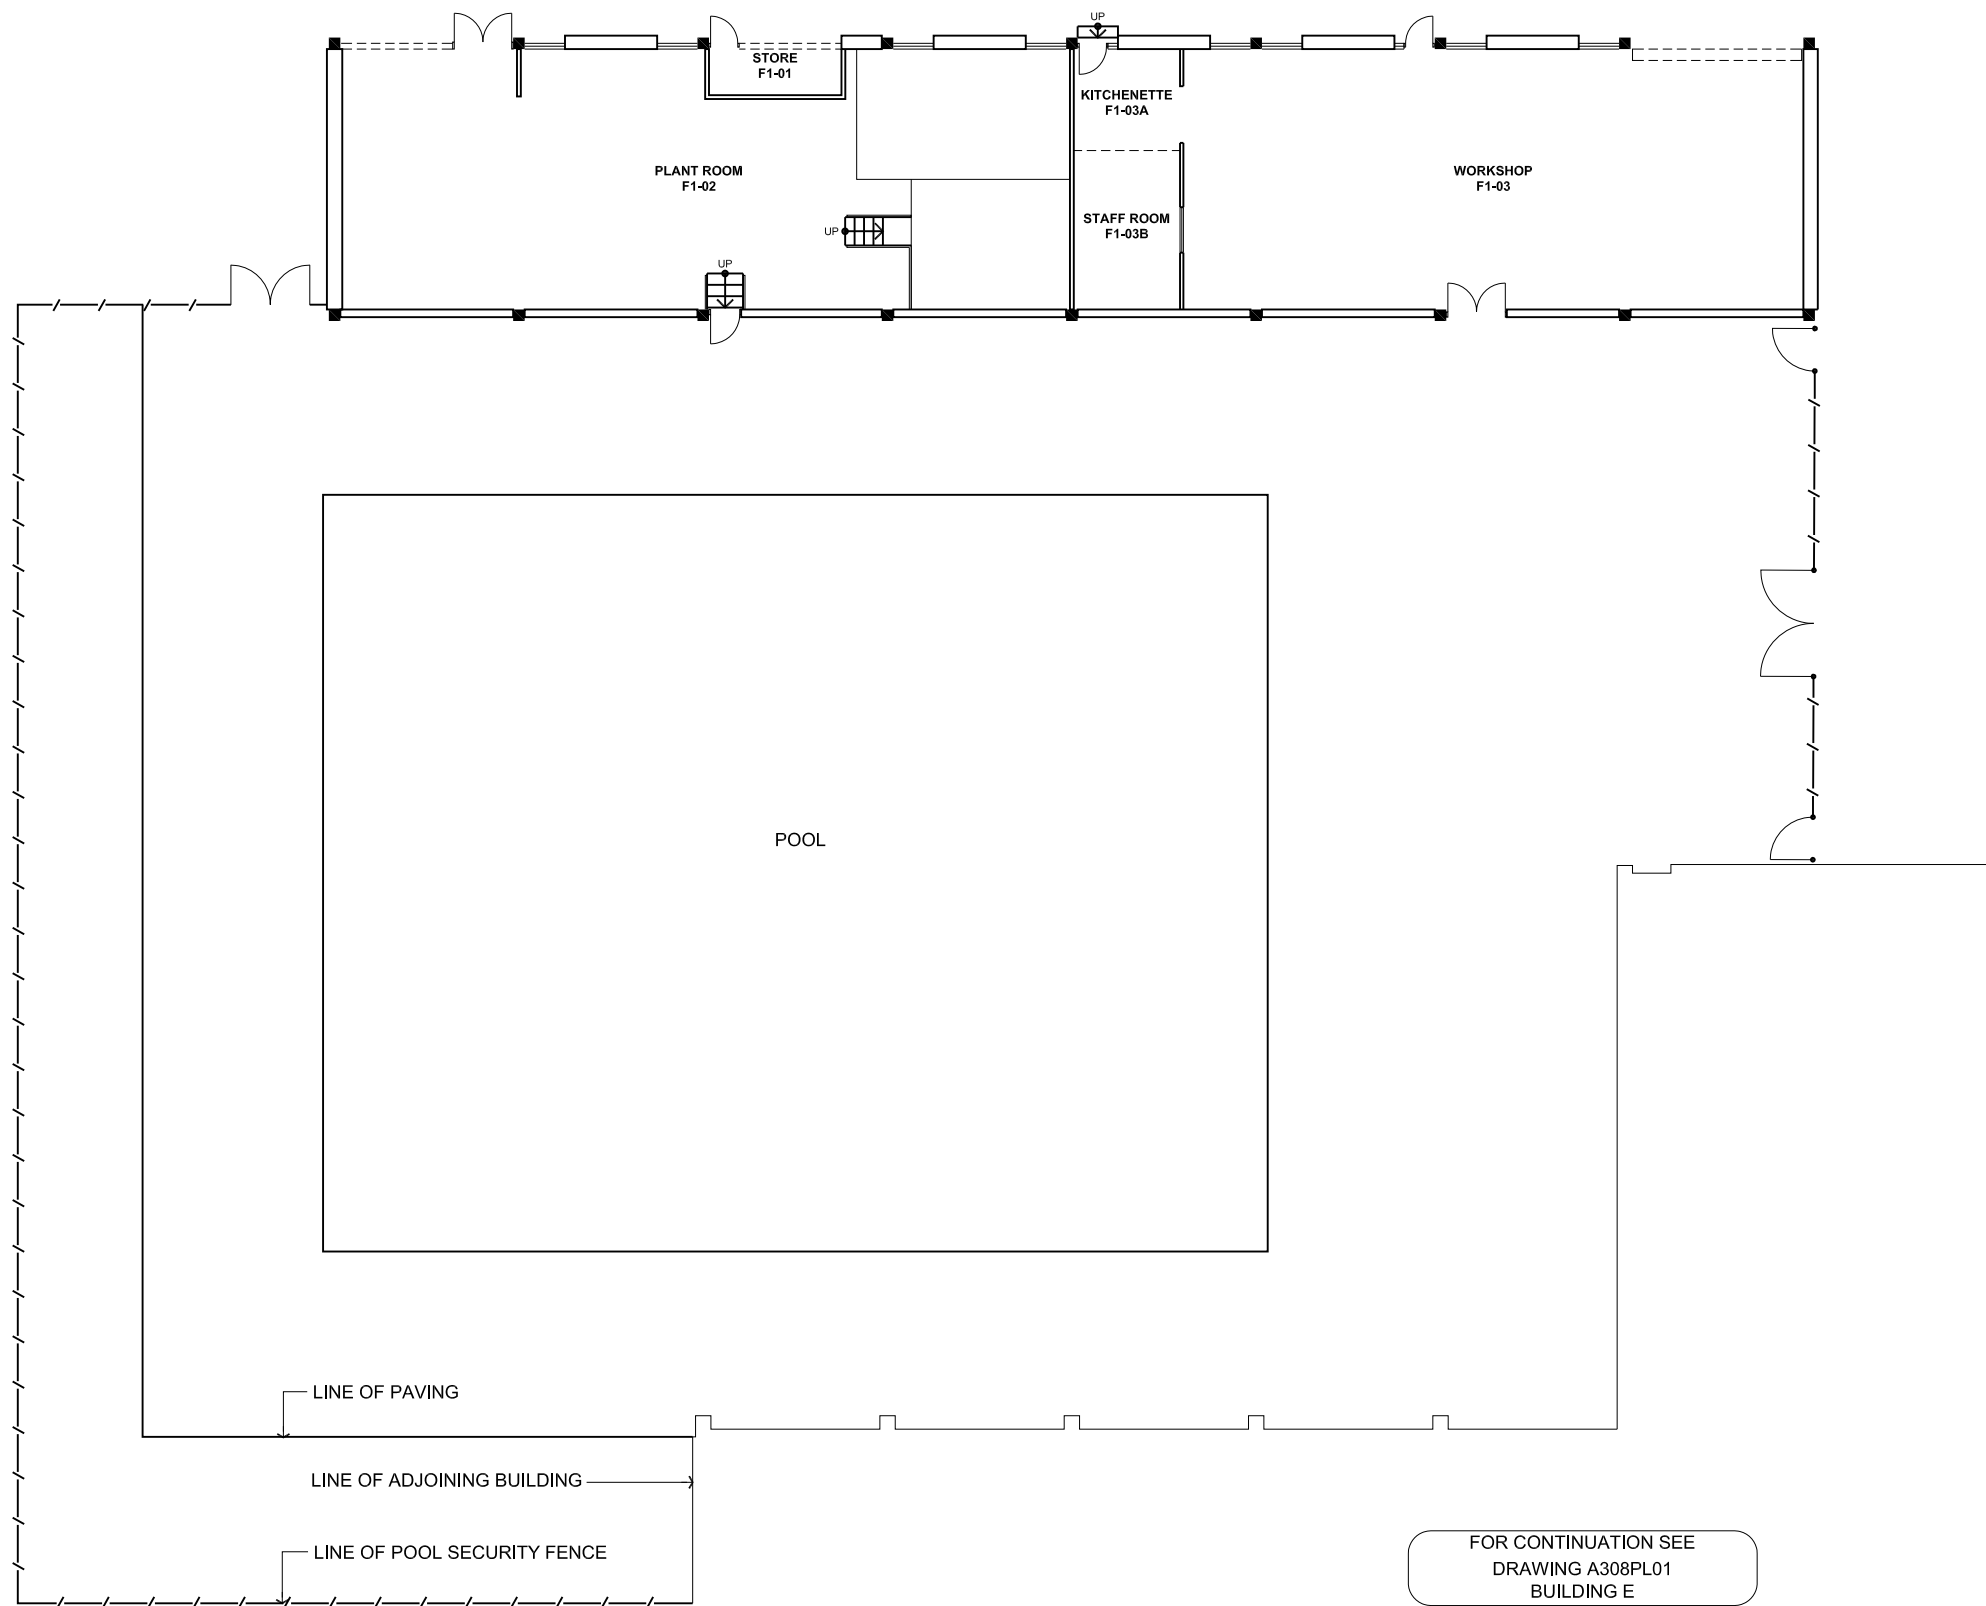 UP
STORE
F1-01
KITCHENETTE
F1-03A
PLANT ROOM
F1-02
WORKSHOP
F1-03
STAFF ROOM
F1-03B
UP
UP
POOL
LINE OF PAVING
LINE OF ADJOINING BUILDING
LINE OF POOL SECURITY FENCE
FOR CONTINUATION SEE
DRAWING A308PL01
BUILDING E